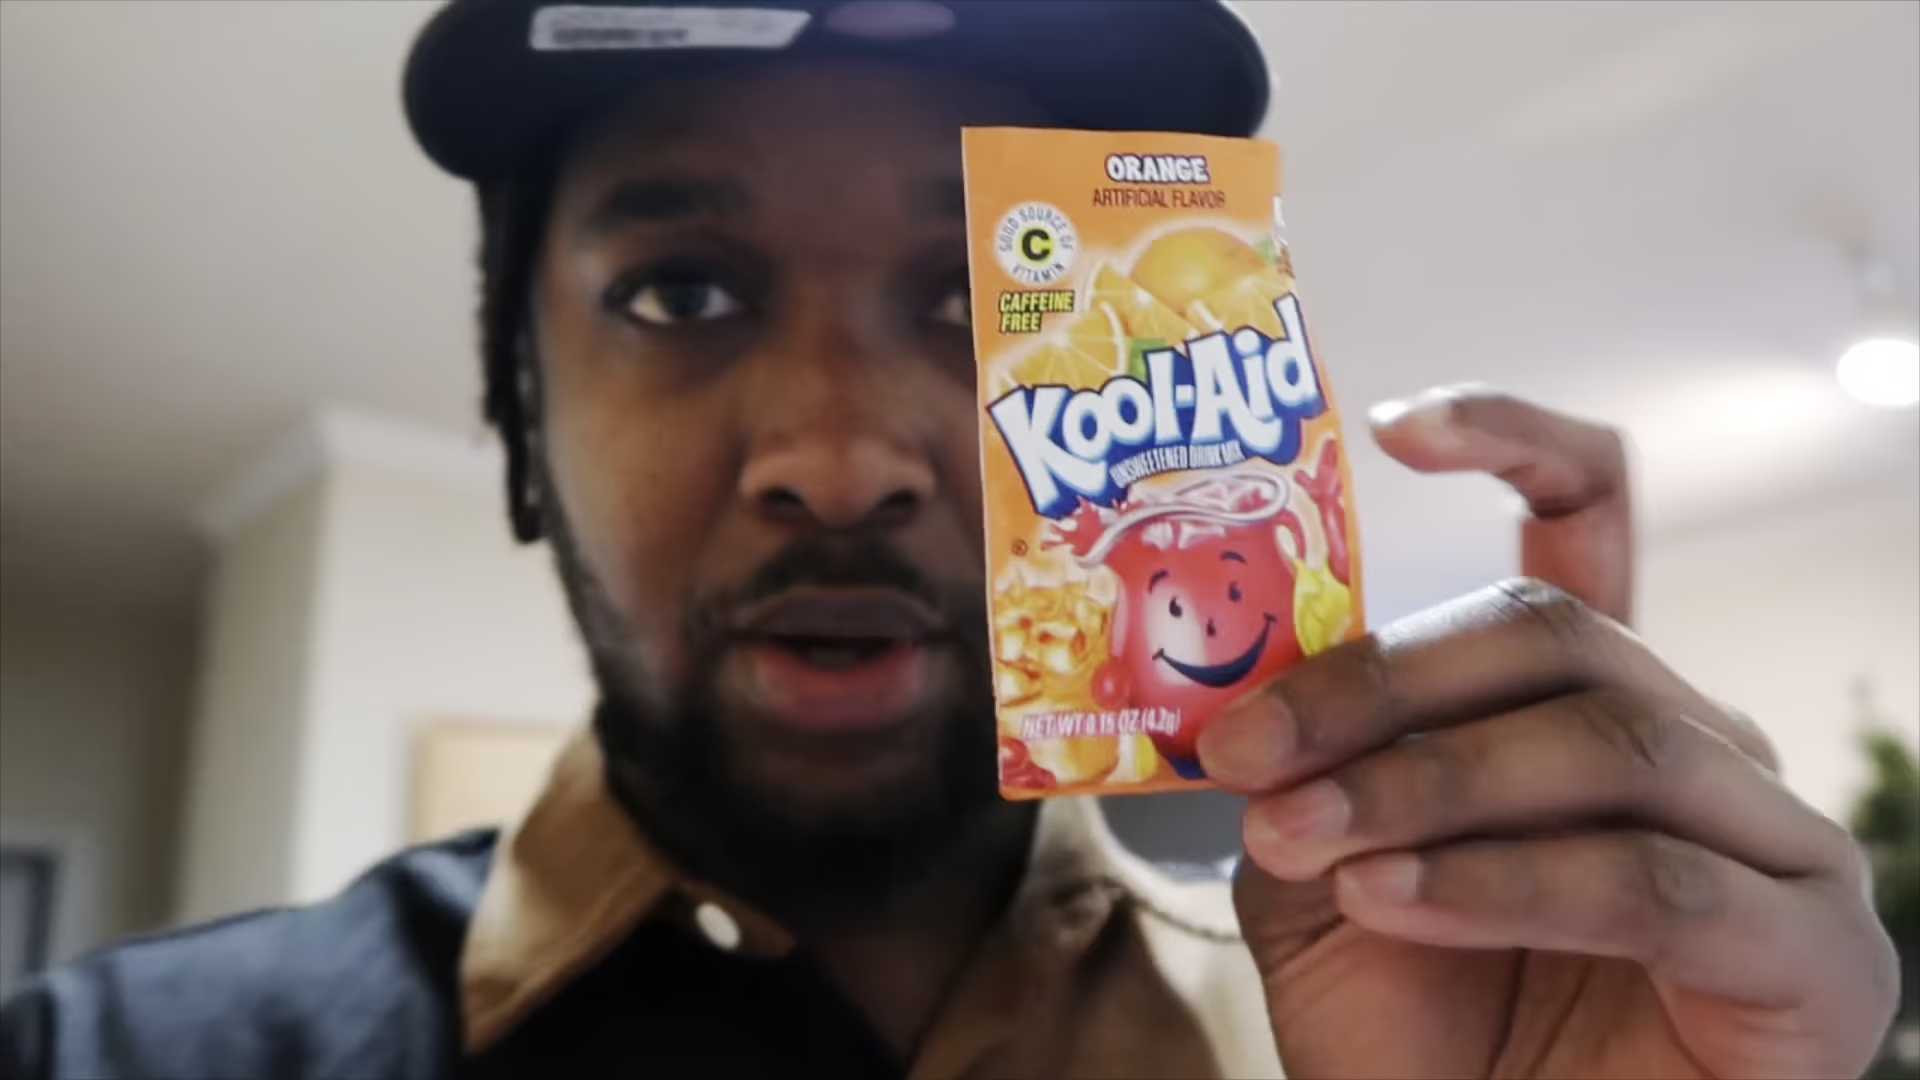 ORANGE
ARTIFICIAL FLAVOR
GOOD SOURCE OF
C
VITAMIN
CAFFEINE
FREE
Kool-Aid
UNSWEETENED DRINK MIX
®
NET WT 0.15 OZ (4.2g)